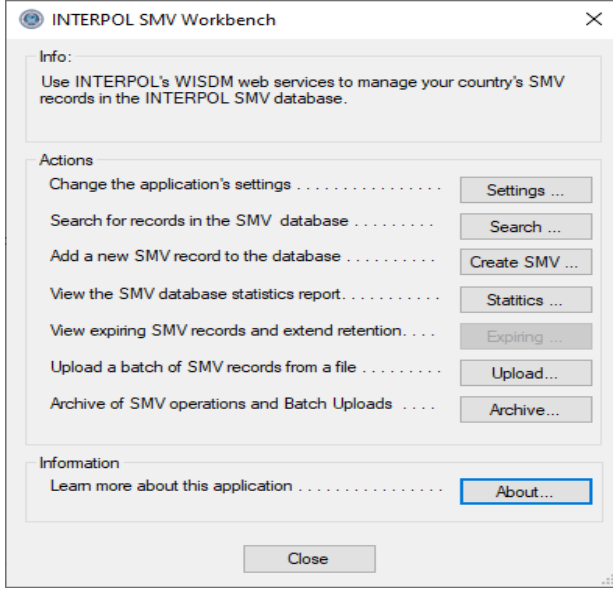 INTERPOL SMV Workbench
Info:
Use INTERPOL's WISDM web services to manage your country's SMV
records in the INTERPOL SMV database.
Actions
Change the application's settings . . . . . . . . . . . . . . . . Settings ...
Search for records in the SMV database . . . . . . . . . Search ...
Add a new SMV record to the database . . . . . . . . . . Create SMV ...
View the SMV database statistics report. . . . . . . . . . . Statitics ...
View expiring SMV records and extend retention. . . . Expiring ...
Upload a batch of SMV records from a file . . . . . . . . . Upload...
Archive of SMV operations and Batch Uploads . . . . Archive...
Information
Learn more about this application . . . . . . . . . . . . . . . . About...
Close